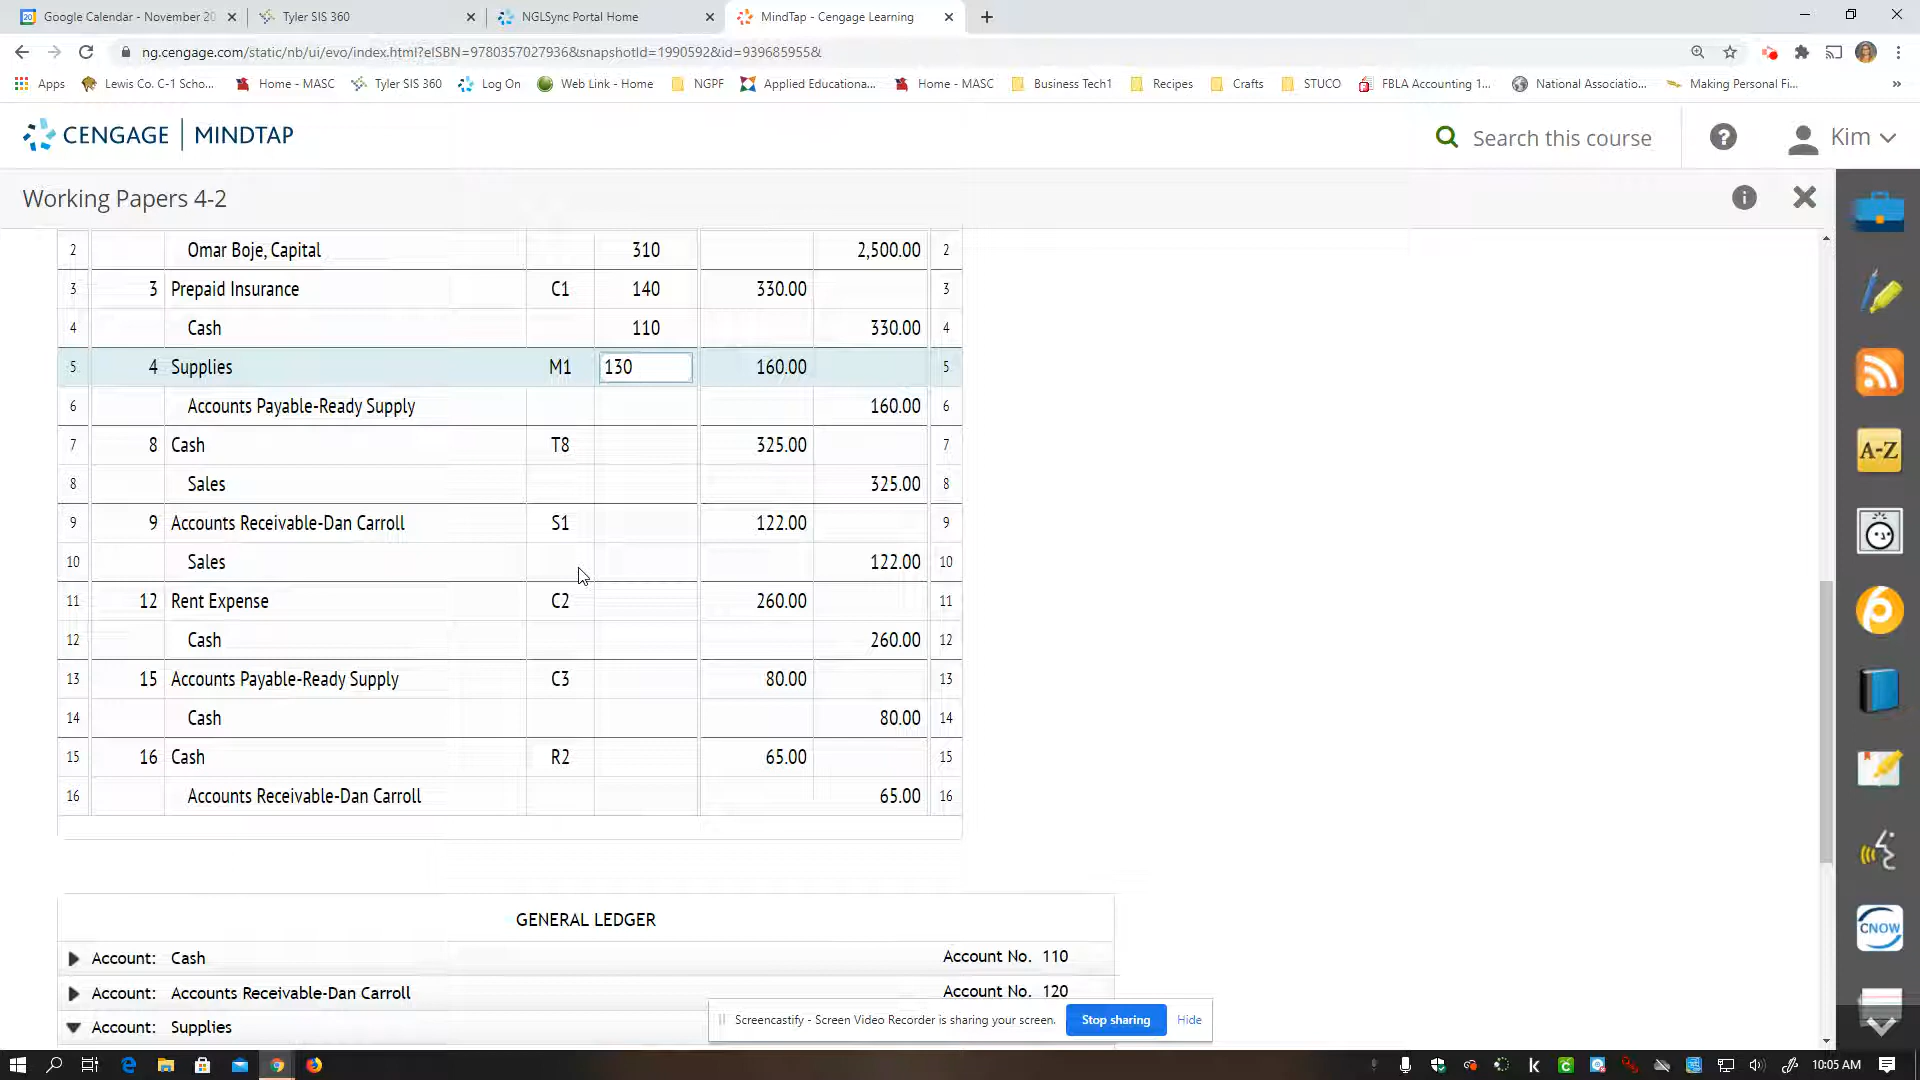 Google Calendar - November 20
Tyler SIS 360
NGLSync Portal Home
MindTap - Cengage Learning
ng.cengage.com/static/nb/ui/evo/index.html?eISBN=9780357027936&snapshotId=1990592&id=939685955&
Apps
Lewis Co. C-1 Scho...
Home - MASC
Tyler SIS 360
Log On
Web Link - Home
NGPF
Applied Educationa...
Home - MASC
Business Tech1
Recipes
Crafts
STUCO
FBLA Accounting 1...
National Associatio...
Making Personal Fi...
»
CENGAGE | MINDTAP
Search this course
?
Kim
Working Papers 4-2
2 Omar Boje, Capital 310 2,500.00 2
3 3 Prepaid Insurance C1 140 330.00 3
4 Cash 110 330.00 4
5 4 Supplies M1 130 160.00 5
6 Accounts Payable-Ready Supply 160.00 6
7 8 Cash T8 325.00 7
8 Sales 325.00 8
9 9 Accounts Receivable-Dan Carroll S1 122.00 9
10 Sales 122.00 10
11 12 Rent Expense C2 260.00 11
12 Cash 260.00 12
13 15 Accounts Payable-Ready Supply C3 80.00 13
14 Cash 80.00 14
15 16 Cash R2 65.00 15
16 Accounts Receivable-Dan Carroll 65.00 16
GENERAL LEDGER
Account: Cash Account No. 110
Account: Accounts Receivable-Dan Carroll Account No. 120
Account: Supplies
Screencastify - Screen Video Recorder is sharing your screen.
Stop sharing
Hide
A-Z
CNOW
10:05 AM